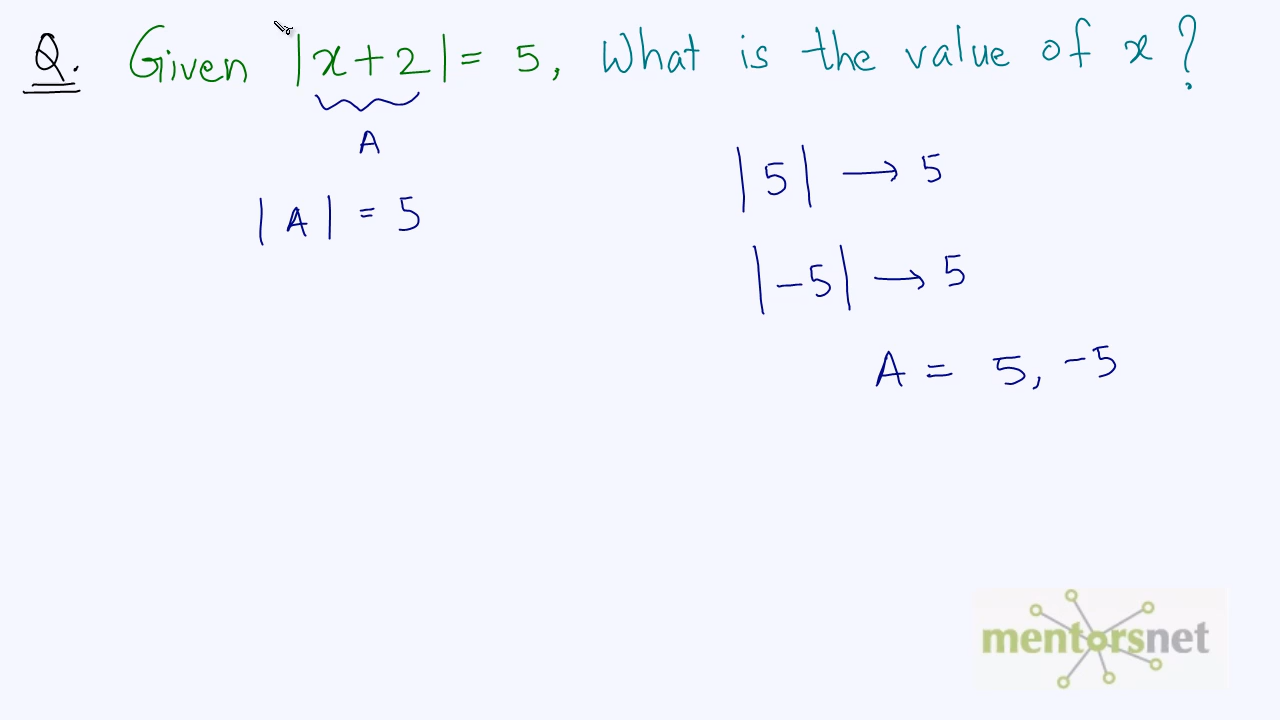 Q. Given |x+2| = 5, What is the value of x?
A
|A| = 5
|5| → 5
|-5| → 5
A = 5, -5
mentorsnet